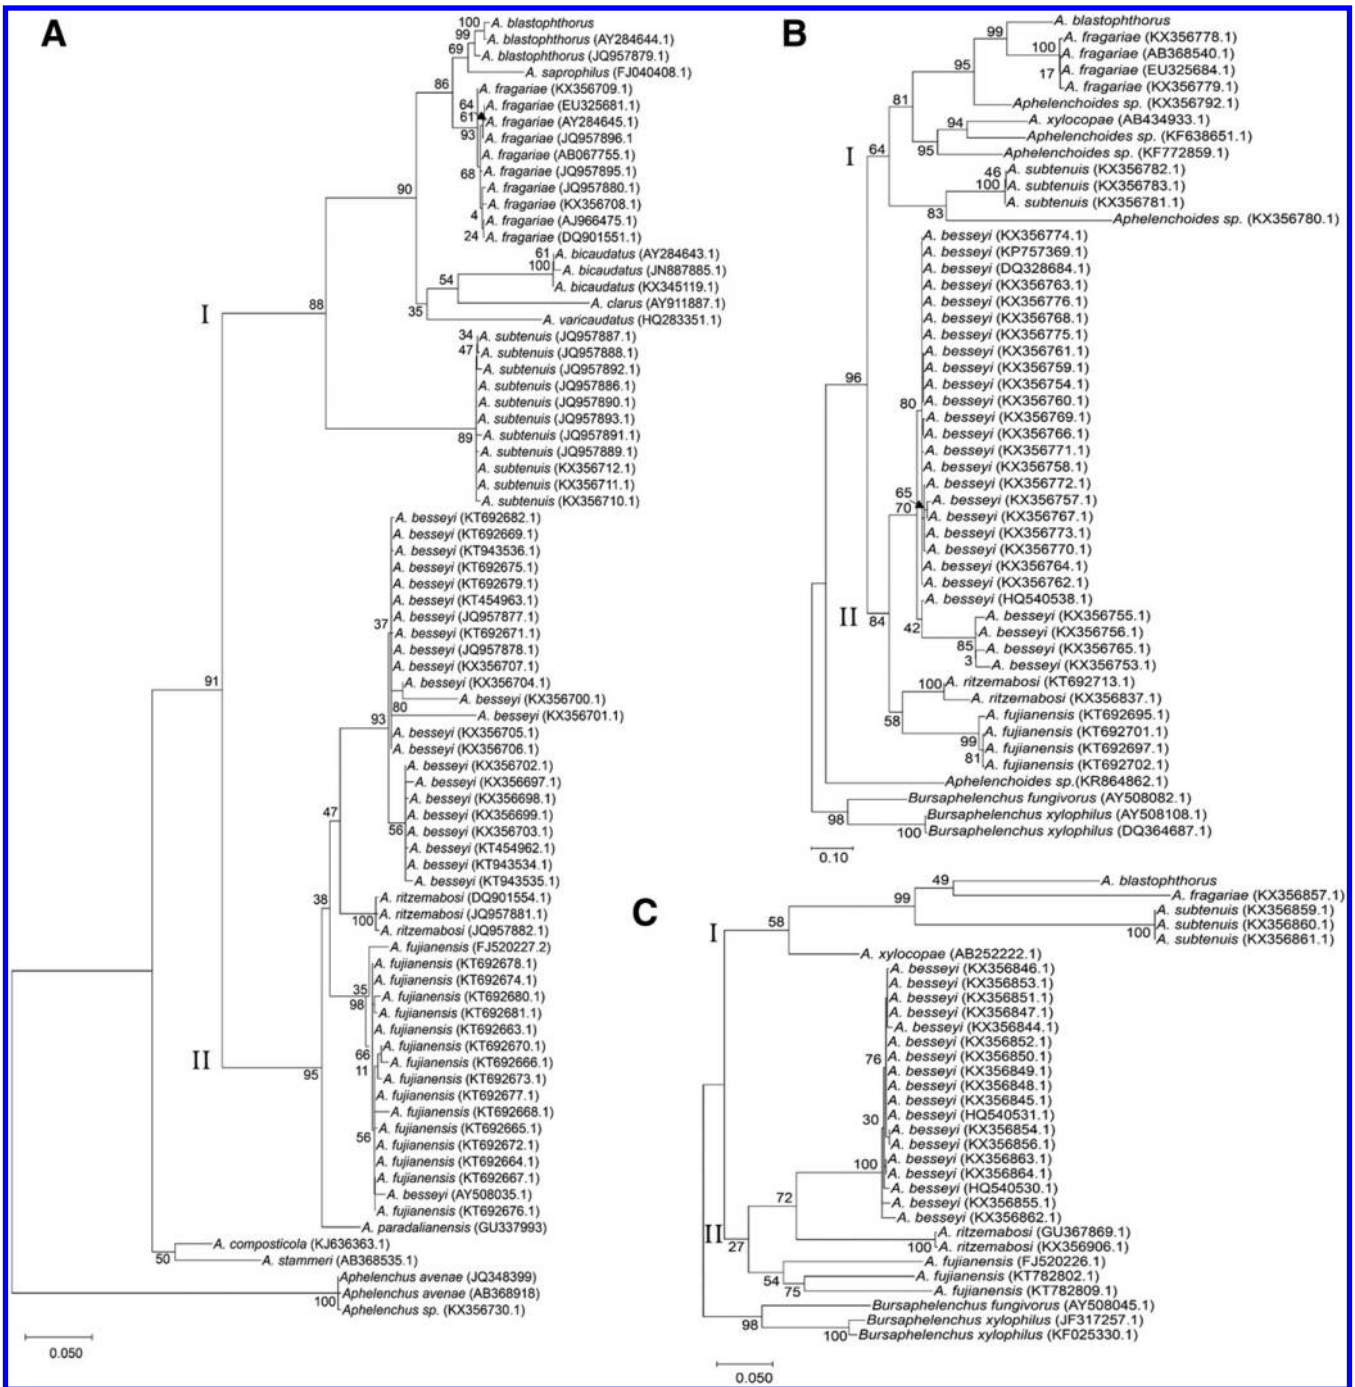 A
100 A. blastophthorus
99 A. blastophthorus (AY284644.1)
69 A. blastophthorus (JQ957879.1)
A. saprophilus (FJ040408.1)
86 A. fragariae (KX356709.1)
64 A. fragariae (EU325681.1)
61 A. fragariae (AY284645.1
93 A. fragariae (JQ957896.1
A. fragariae (AB067755.1)
68 A. fragariae (JQ957895.1)
90 A. fragariae (JQ957880.1)
A. fragariae (KX356708.1)
4 A. fragariae (AJ966475.1)
24 A. fragariae (DQ901551.1)
61 A. bicaudatus (AY284643.1)
100 A. bicaudatus (JN887885.1)
54 A. bicaudatus (KX345119.1)
A. clarus (AY911887.1)
35 A. varicaudatus (HQ283351.1)
I 88
34 A. subtenuis (JQ957887.1)
47 A. subtenuis (JQ957888.1)
A. subtenuis (JQ957892.1)
A. subtenuis (JQ957886.1)
A. subtenuis (JQ957890.1)
A. subtenuis (JQ957893.1)
89 A. subtenuis (JQ957891.1)
A. subtenuis (JQ957889.1)
A. subtenuis (KX356712.1)
A. subtenuis (KX356711.1)
A. subtenuis (KX356710.1)
A. besseyi (KT692682.1)
A. besseyi (KT692669.1)
A. besseyi (KT943536.1)
A. besseyi (KT692675.1)
A. besseyi (KT692679.1)
A. besseyi (KT454963.1)
37 A. besseyi (JQ957877.1)
A. besseyi (KT692671.1)
A. besseyi (JQ957878.1)
A. besseyi (KX356707.1)
91 A. besseyi (KX356704.1)
80 A. besseyi (KX356700.1)
93 A. besseyi (KX356701.1)
A. besseyi (KX356705.1)
A. besseyi (KX356706.1)
A. besseyi (KX356702.1)
A. besseyi (KX356697.1)
A. besseyi (KX356698.1)
47 A. besseyi (KX356699.1)
56 A. besseyi (KX356703.1)
A. besseyi (KT454962.1)
A. besseyi (KT943534.1)
A. besseyi (KT943535.1)
38 A. ritzemabosi (DQ901554.1)
100 A. ritzemabosi (JQ957881.1)
A. ritzemabosi (JQ957882.1)
A. fujianensis (FJ520227.2)
A. fujianensis (KT692678.1)
A. fujianensis (KT692674.1)
35 A. fujianensis (KT692680.1)
98 A. fujianensis (KT692681.1)
A. fujianensis (KT692663.1)
66 A. fujianensis (KT692670.1)
II 11 A. fujianensis (KT692666.1)
95 A. fujianensis (KT692673.1)
A. fujianensis (KT692677.1)
A. fujianensis (KT692668.1)
56 A. fujianensis (KT692665.1)
A. fujianensis (KT692672.1)
A. fujianensis (KT692664.1)
A. fujianensis (KT692667.1)
A. besseyi (AY508035.1)
A. fujianensis (KT692676.1)
A. paradalianensis (GU337993)
A. composticola (KJ636363.1)
50 A. stammeri (AB368535.1)
Aphelenchus avenae (JQ348399)
100 Aphelenchus avenae (AB368918)
Aphelenchus sp. (KX356730.1)
0.050
B
99 A. blastophthorus
100 A. fragariae (KX356778.1)
A. fragariae (AB368540.1)
95 17 A. fragariae (EU325684.1)
A. fragariae (KX356779.1)
81 Aphelenchoides sp. (KX356792.1)
94 A. xylocopae (AB434933.1)
Aphelenchoides sp. (KF638651.1)
I 64 95 Aphelenchoides sp. (KF772859.1)
46 A. subtenuis (KX356782.1)
100 A. subtenuis (KX356783.1)
A. subtenuis (KX356781.1)
83 Aphelenchoides sp. (KX356780.1)
A. besseyi (KX356774.1)
A. besseyi (KP757369.1)
A. besseyi (DQ328684.1)
A. besseyi (KX356763.1)
A. besseyi (KX356776.1)
A. besseyi (KX356768.1)
A. besseyi (KX356775.1)
A. besseyi (KX356761.1)
A. besseyi (KX356759.1)
96 A. besseyi (KX356754.1)
80 A. besseyi (KX356760.1)
A. besseyi (KX356769.1)
A. besseyi (KX356766.1)
A. besseyi (KX356771.1)
A. besseyi (KX356758.1)
A. besseyi (KX356772.1)
65 A. besseyi (KX356757.1)
70 A. besseyi (KX356767.1)
A. besseyi (KX356773.1)
A. besseyi (KX356770.1)
A. besseyi (KX356764.1)
A. besseyi (KX356762.1)
A. besseyi (HQ540538.1)
II 84 42 A. besseyi (KX356755.1)
A. besseyi (KX356756.1)
85 A. besseyi (KX356765.1)
3 A. besseyi (KX356753.1)
100 A. ritzemabosi (KT692713.1)
A. ritzemabosi (KX356837.1)
58 A. fujianensis (KT692695.1)
A. fujianensis (KT692701.1)
99 A. fujianensis (KT692697.1)
81 A. fujianensis (KT692702.1)
Aphelenchoides sp.(KR864862.1)
Bursaphelenchus fungivorus (AY508082.1)
98 Bursaphelenchus xylophilus (AY508108.1)
100 Bursaphelenchus xylophilus (DQ364687.1)
0.10
C
49 A. blastophthorus
99 A. fragariae (KX356857.1)
A. subtenuis (KX356859.1)
58 A. subtenuis (KX356860.1)
I 100 A. subtenuis (KX356861.1)
A. xylocopae (AB252222.1)
A. besseyi (KX356846.1)
A. besseyi (KX356853.1)
A. besseyi (KX356851.1)
A. besseyi (KX356847.1)
A. besseyi (KX356844.1)
A. besseyi (KX356852.1)
76 A. besseyi (KX356850.1)
A. besseyi (KX356849.1)
A. besseyi (KX356848.1)
A. besseyi (KX356845.1)
30 A. besseyi (HQ540531.1)
A. besseyi (KX356854.1)
A. besseyi (KX356856.1)
100 A. besseyi (KX356863.1)
A. besseyi (KX356864.1)
72 A. besseyi (HQ540530.1)
A. besseyi (KX356855.1)
A. besseyi (KX356862.1)
II A. ritzemabosi (GU367869.1)
27 100 A. ritzemabosi (KX356906.1)
A. fujianensis (FJ520226.1)
54 A. fujianensis (KT782802.1)
75 A. fujianensis (KT782809.1)
Bursaphelenchus fungivorus (AY508045.1)
98 Bursaphelenchus xylophilus (JF317257.1)
100 Bursaphelenchus xylophilus (KF025330.1)
0.050